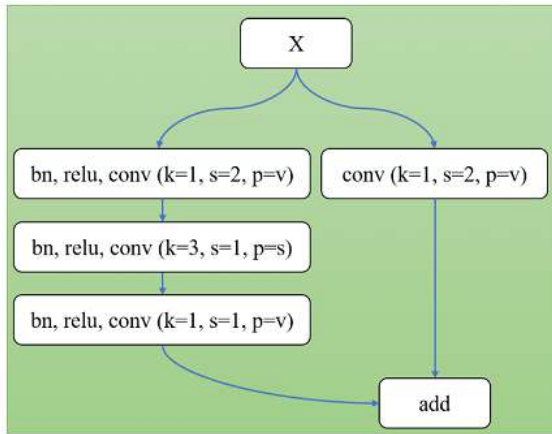 X
bn, relu, conv (k=1, s=2, p=v)
conv (k=1, s=2, p=v)
bn, relu, conv (k=3, s=1, p=s)
bn, relu, conv (k=1, s=1, p=v)
add